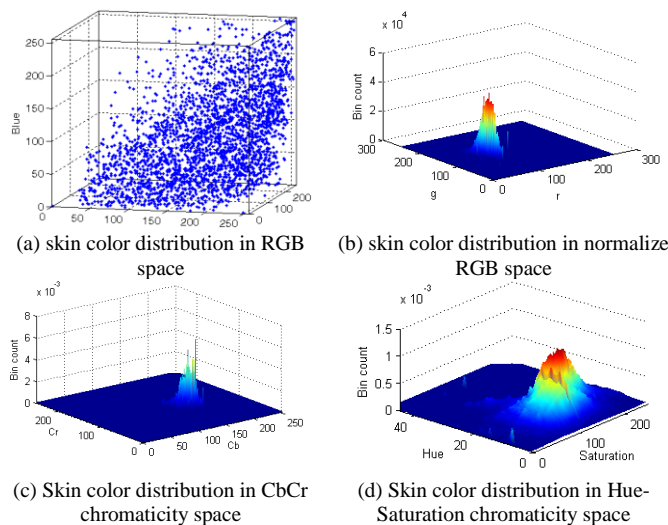 250
200
150
100
50
0
Blue
0
50
100
150
200
250
0
100
200
(a) skin color distribution in RGB
space
x 10^4
6
4
2
0
Bin count
300
200
100
0
g
0
100
200
300
r
(b) skin color distribution in normalize
RGB space
x 10^-3
8
6
4
2
0
Bin count
200
100
0
Cr
0
50
100
150
200
250
Cb
(c) Skin color distribution in CbCr
chromaticity space
x 10^-3
1.5
1
0.5
0
Bin count
40
20
0
Hue
0
100
200
Saturation
(d) Skin color distribution in Hue-
Saturation chromaticity space